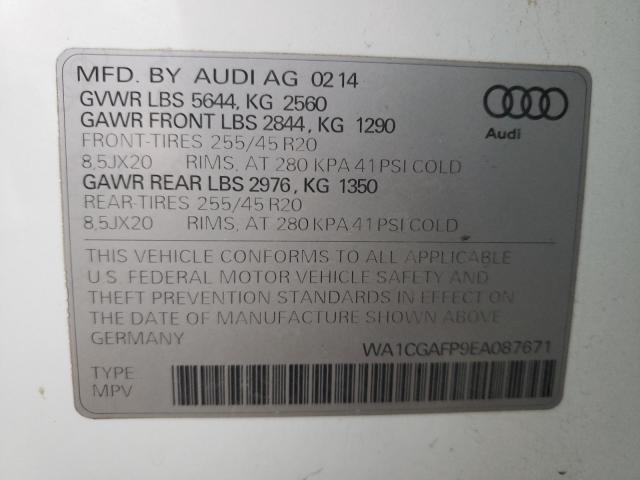 MFD. BY AUDI AG 02 14
GVWR LBS 5644, KG 2560
GAWR FRONT LBS 2844, KG 1290
FRONT-TIRES 255/45 R20
8,5JX20 RIMS, AT 280 KPA 41 PSI COLD
GAWR REAR LBS 2976, KG 1350
REAR-TIRES 255/45 R20
8,5JX20 RIMS, AT 280 KPA 41 PSI COLD
Audi
THIS VEHICLE CONFORMS TO ALL APPLICABLE
U.S. FEDERAL MOTOR VEHICLE SAFETY AND
THEFT PREVENTION STANDARDS IN EFFECT ON
THE DATE OF MANUFACTURE SHOWN ABOVE
GERMANY
WA1CGAFP9EA087671
TYPE
MPV